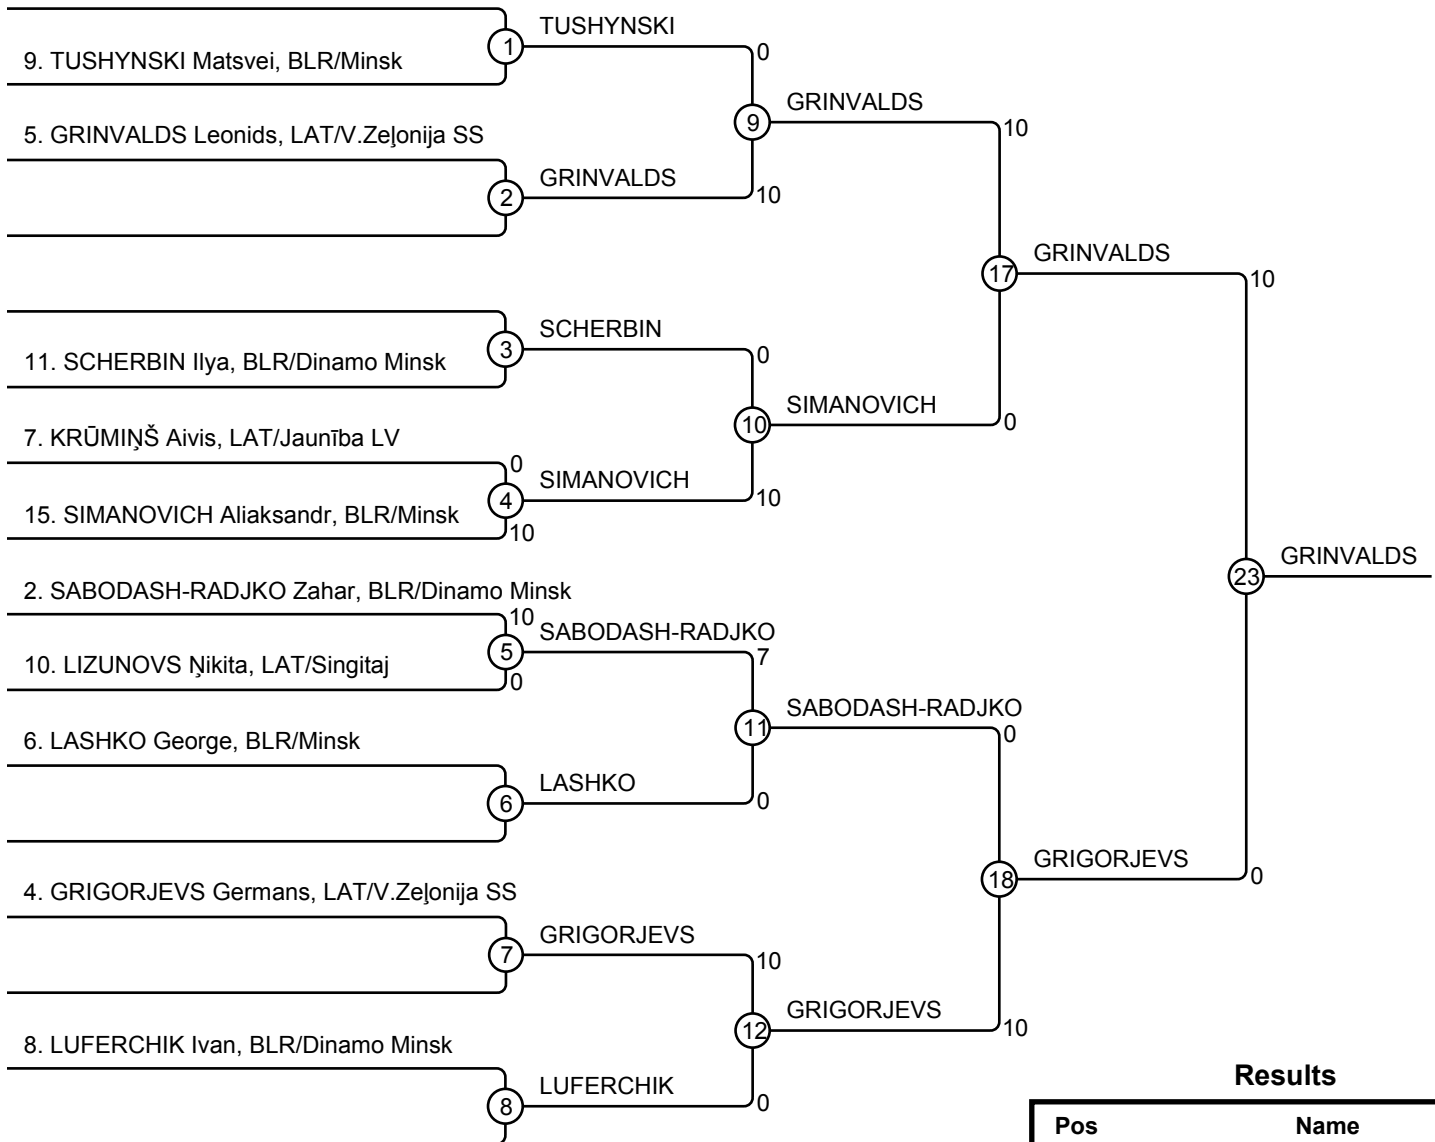 TUSHYNSKI
1
0
9. TUSHYNSKI Matsvei, BLR/Minsk
GRINVALDS
9
10
5. GRINVALDS Leonids, LAT/V.Zeļonija SS
GRINVALDS
2
10
GRINVALDS
17
10
SCHERBIN
3
0
11. SCHERBIN Ilya, BLR/Dinamo Minsk
SIMANOVICH
10
0
7. KRŪMIŅŠ Aivis, LAT/Jaunība LV
0
SIMANOVICH
4
10
15. SIMANOVICH Aliaksandr, BLR/Minsk
10
GRINVALDS
23
2. SABODASH-RADJKO Zahar, BLR/Dinamo Minsk
10
SABODASH-RADJKO
5
7
10. LIZUNOVS Ņikita, LAT/Singitaj
0
SABODASH-RADJKO
11
0
6. LASHKO George, BLR/Minsk
LASHKO
6
0
GRIGORJEVS
18
0
4. GRIGORJEVS Germans, LAT/V.Zeļonija SS
GRIGORJEVS
7
10
GRIGORJEVS
12
10
8. LUFERCHIK Ivan, BLR/Dinamo Minsk
LUFERCHIK
8
0
Results
Pos Name